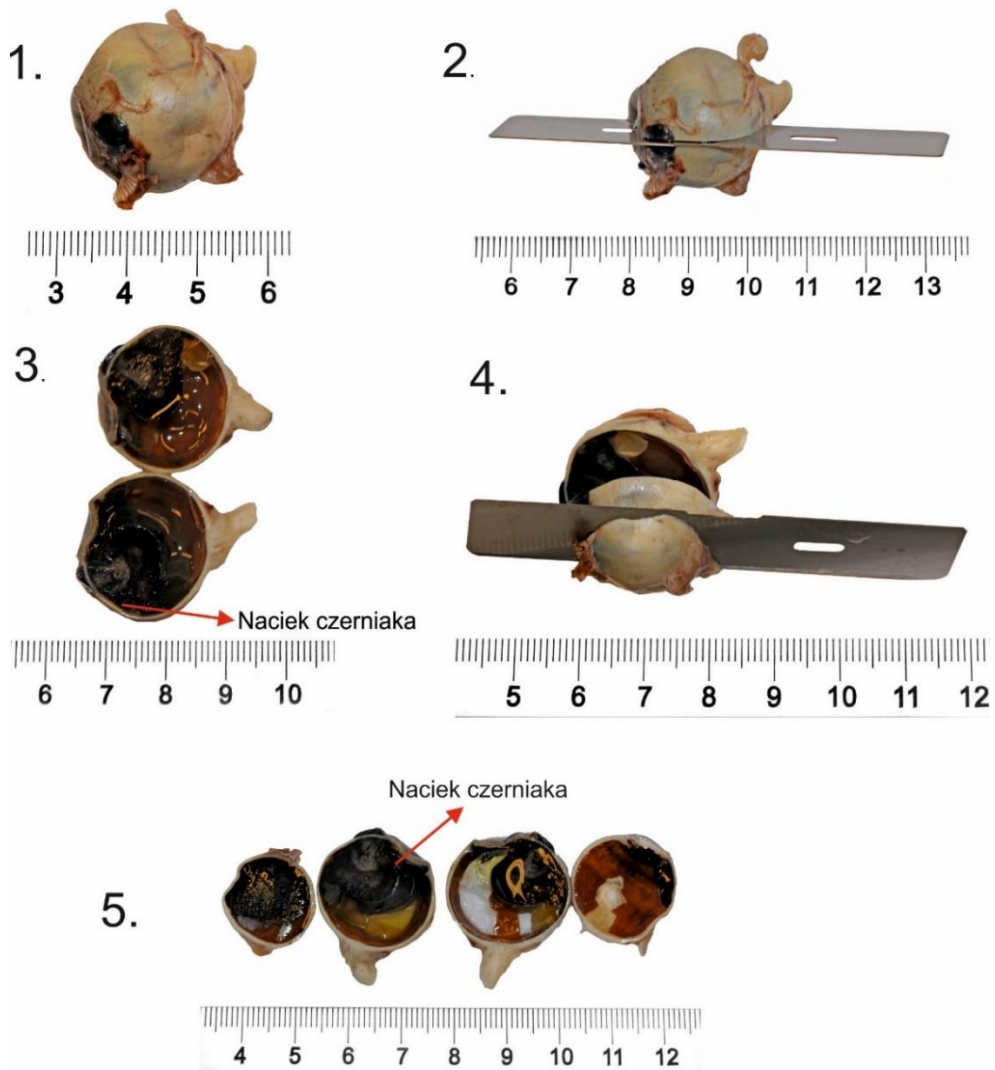 1.
2.
3 4 5 6
6 7 8 9 10 11 12 13
3.
4.
Naciek czerniaka
6 7 8 9 10
5 6 7 8 9 10 11 12
Naciek czerniaka
5.
4 5 6 7 8 9 10 11 12